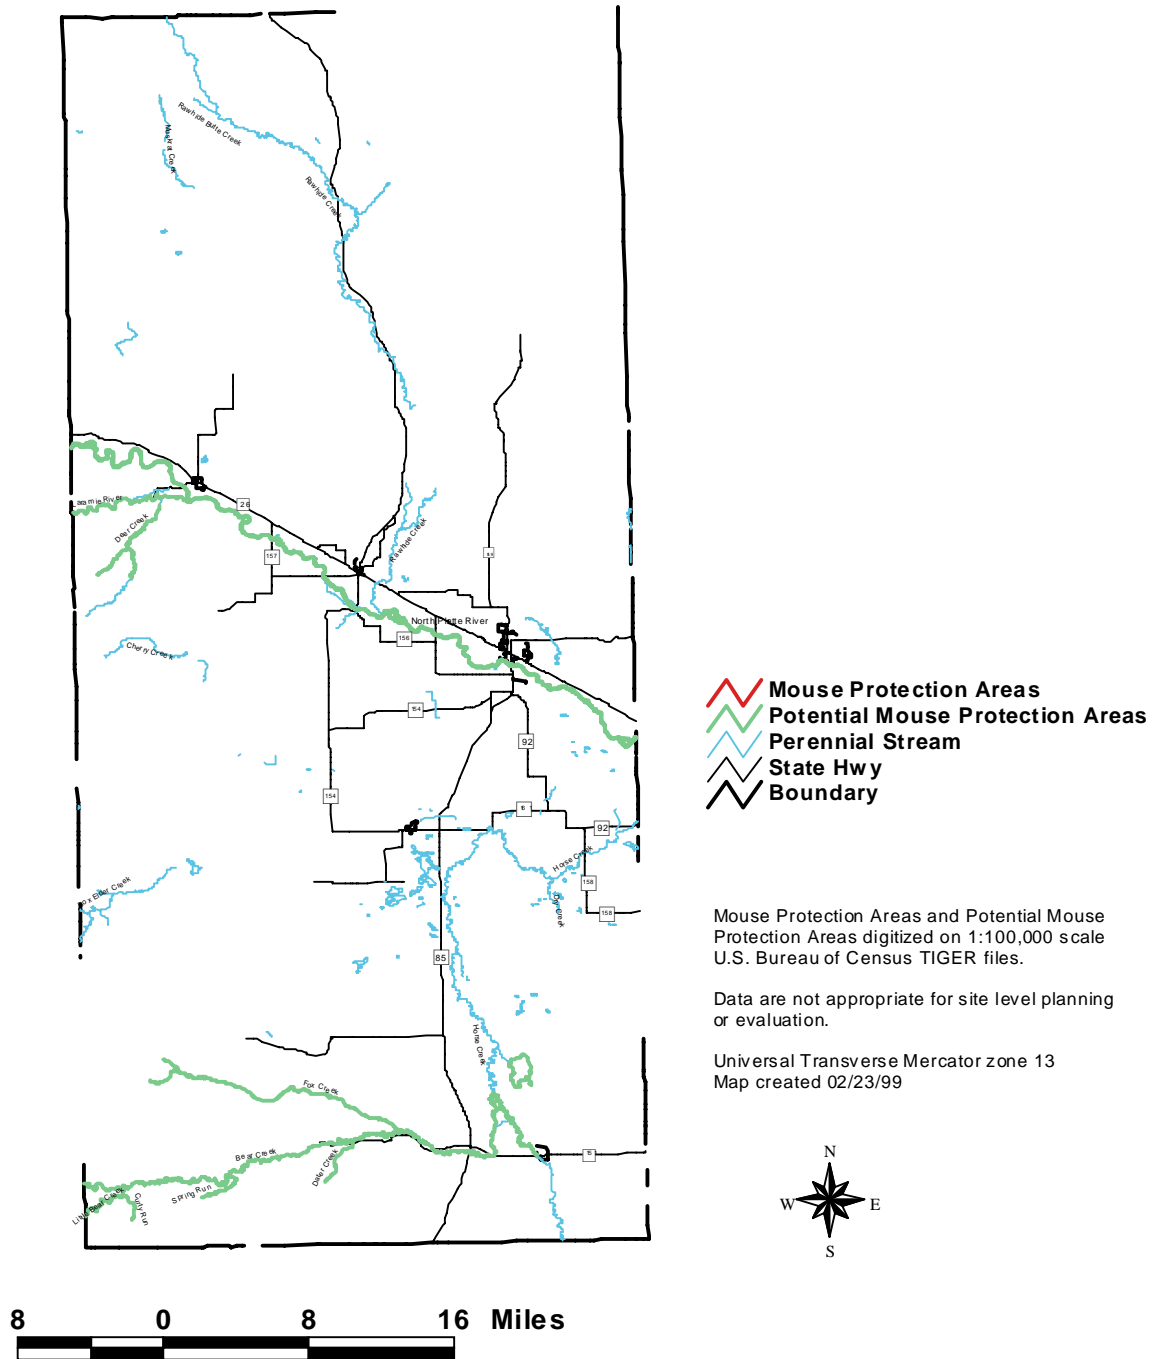 Rawhide Butte Creek
Muskrat Creek
Rawhide Creek
Laramie River
26
Deer Creek
157
Rawhide Creek
North Platte River
156
Cherry Creek
154
92
154
92
Horse Creek
158
Dry Creek
158
Box Elder Creek
85
Horse Creek
Fox Creek
Bear Creek
Spring Run
Little Bear Creek
Curly Run
Mouse Protection Areas
Potential Mouse Protection Areas
Perennial Stream
State Hwy
Boundary
Mouse Protection Areas and Potential Mouse
Protection Areas digitized on 1:100,000 scale
U.S. Bureau of Census TIGER files.
Data are not appropriate for site level planning
or evaluation.
Universal Transverse Mercator zone 13
Map created 02/23/99
N
W E
S
8 0 8 16 Miles